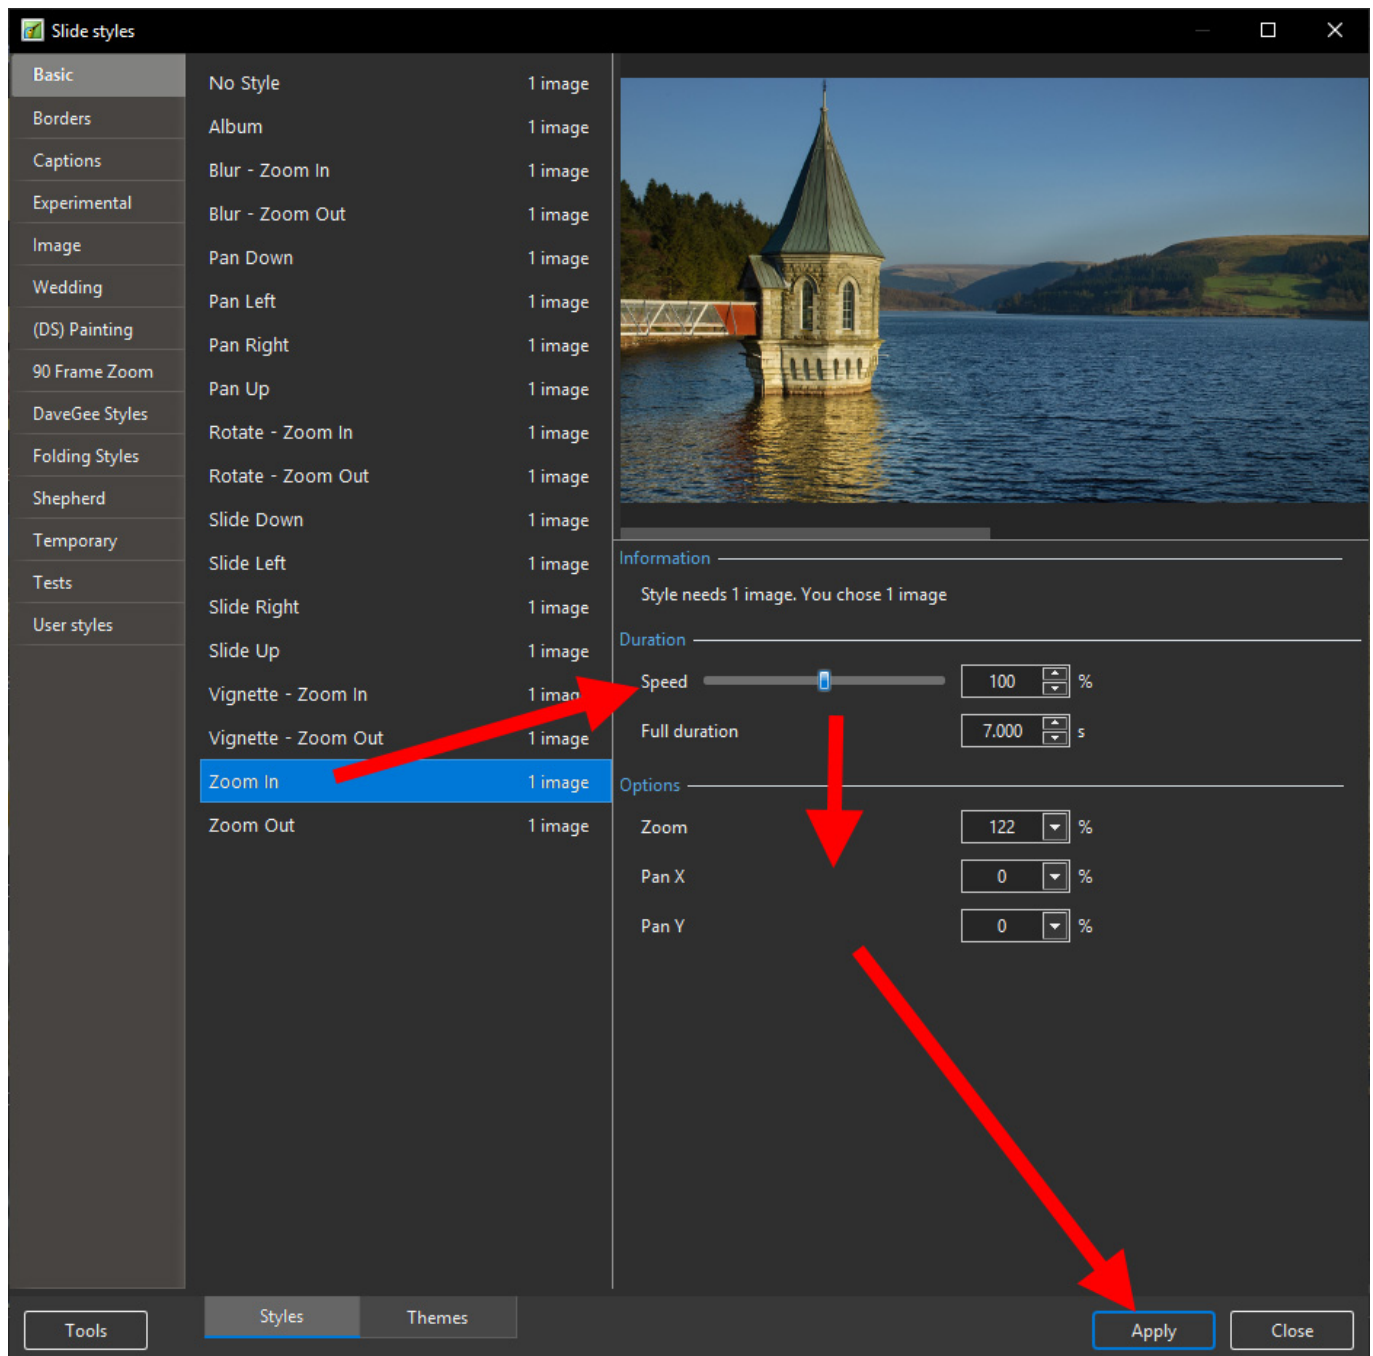 Slide styles
Basic
Borders
Captions
Experimental
Image
Wedding
(DS) Painting
90 Frame Zoom
DaveGee Styles
Folding Styles
Shepherd
Temporary
Tests
User styles
No Style 1 image
Album 1 image
Blur - Zoom In 1 image
Blur - Zoom Out 1 image
Pan Down 1 image
Pan Left 1 image
Pan Right 1 image
Pan Up 1 image
Rotate - Zoom In 1 image
Rotate - Zoom Out 1 image
Slide Down 1 image
Slide Left 1 image
Slide Right 1 image
Slide Up 1 image
Vignette - Zoom In 1 image
Vignette - Zoom Out 1 image
Zoom In 1 image
Zoom Out 1 image
Information
Style needs 1 image. You chose 1 image
Duration
Speed 100 %
Full duration 7.000 s
Options
Zoom 122 %
Pan X 0 %
Pan Y 0 %
Tools
Styles Themes
Apply Close